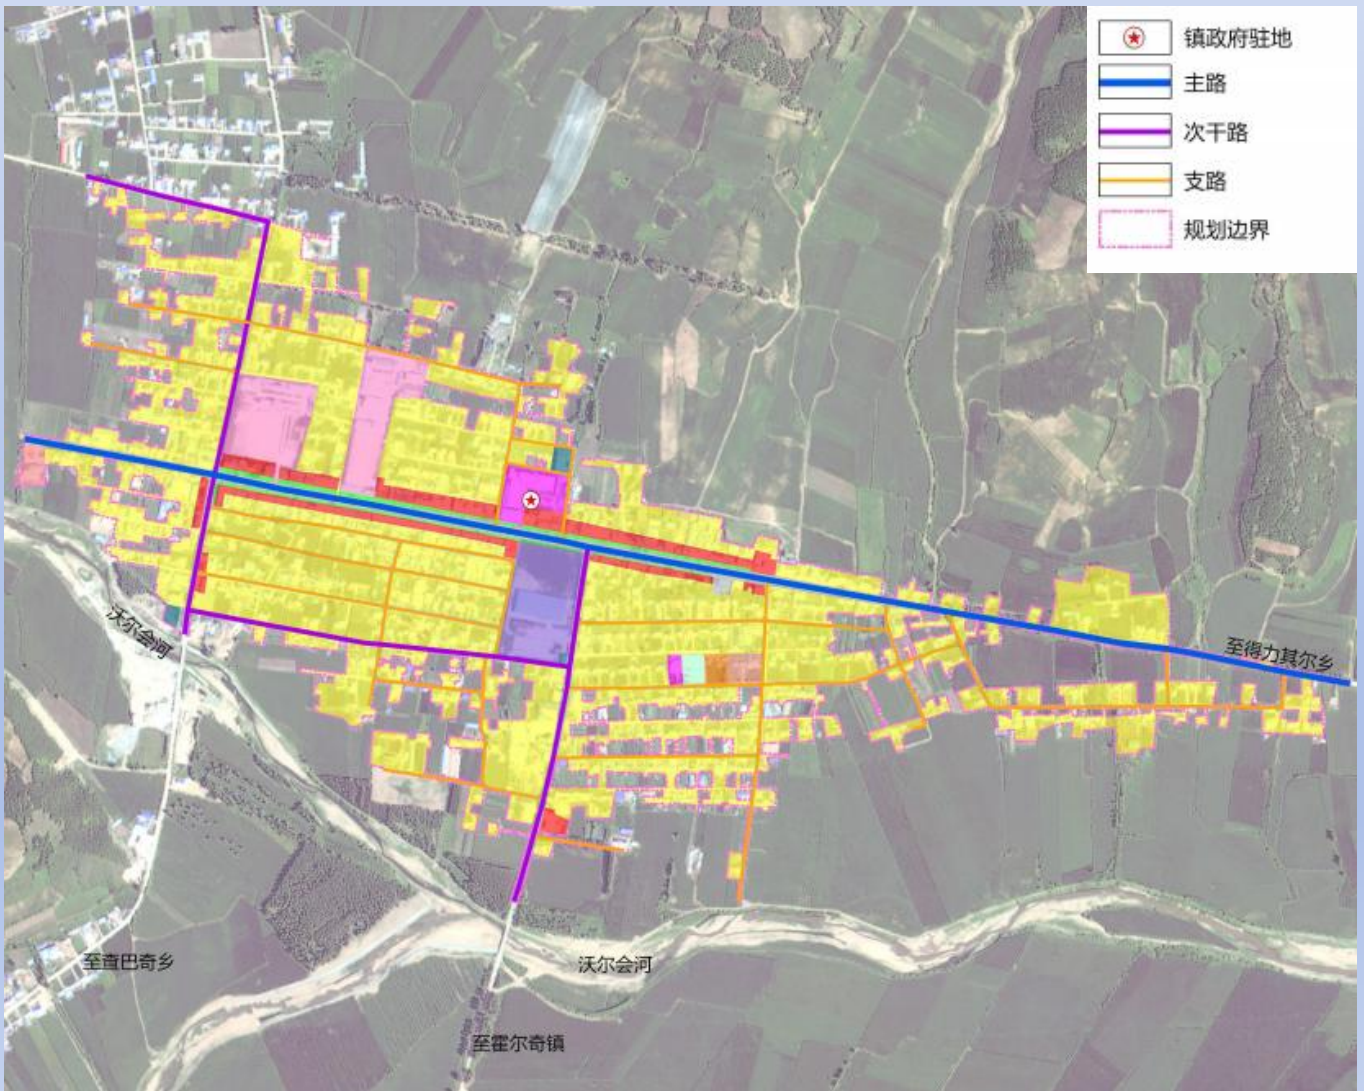 镇政府驻地
主路
次干路
支路
规划边界
沃尔会河
至得力其尔乡
至查巴奇乡
沃尔会河
至霍尔奇镇